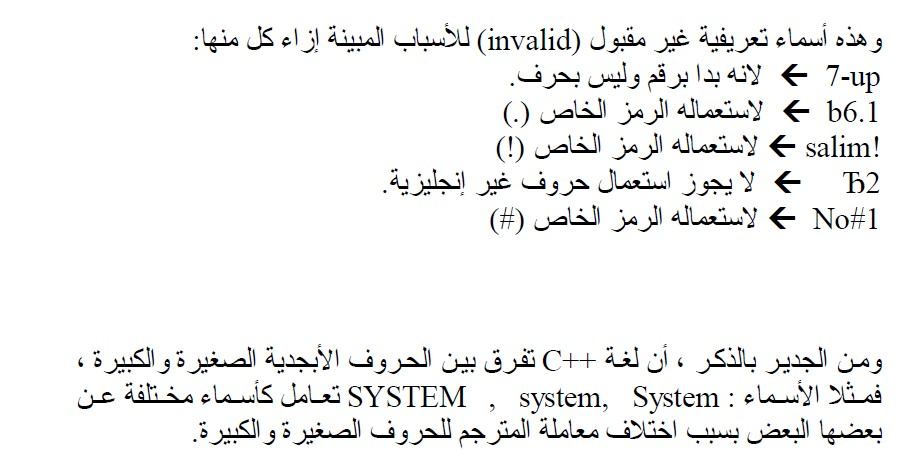 وهذه أسماء تعريفية غير مقبول (invalid) للأسباب المبينة إزاء كل منها:
7-up ← لانه بدا برقم وليس بحرف.
b6.1 ← لاستعماله الرمز الخاص (.)
salim! ← لاستعماله الرمز الخاص (!)
Ђ2 ← لا يجوز استعمال حروف غير إنجليزية.
No#1 ← لاستعماله الرمز الخاص (#)
ومن الجدير بالذكر ، أن لغة C++ تفرق بين الحروف الأبجدية الصغيرة والكبيرة ،
فمثلا الأسماء : SYSTEM , system, System تعامل كأسماء مختلفة عن
بعضها البعض بسبب اختلاف معاملة المترجم للحروف الصغيرة والكبيرة.